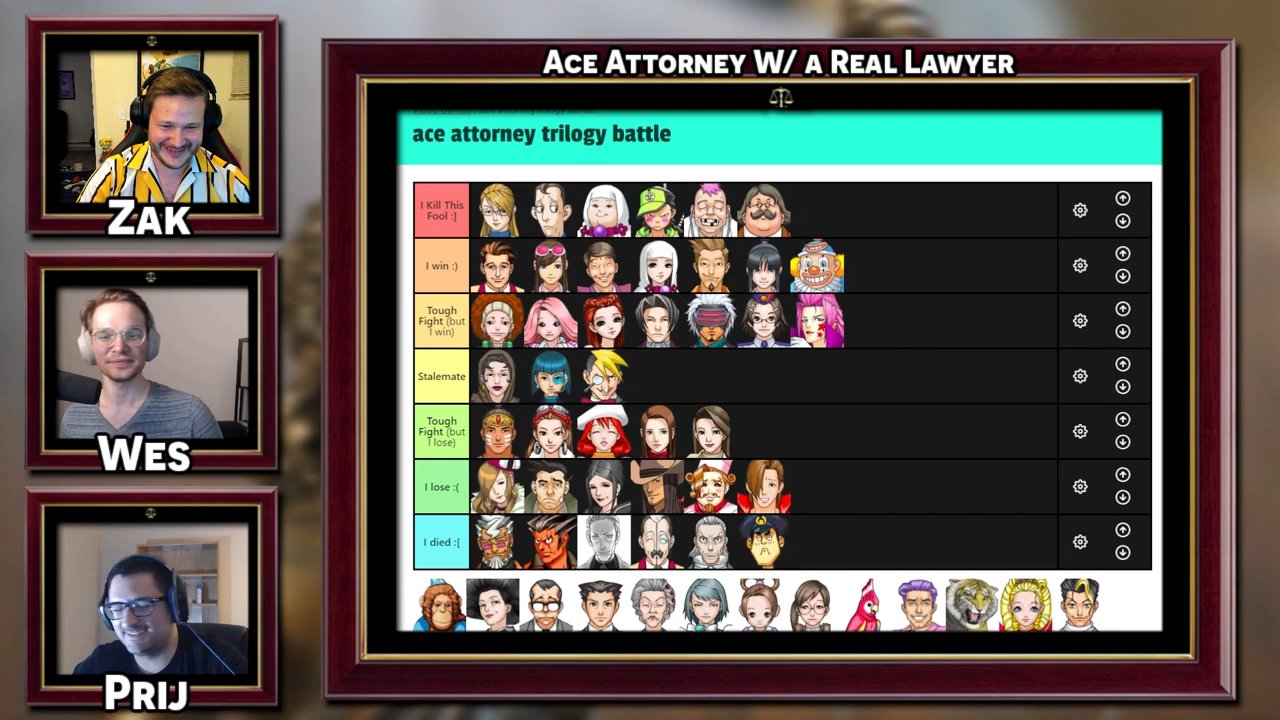 ACE ATTORNEY W/ A REAL LAWYER
ace attorney trilogy battle
I Kill This
Fool :]
I win :)
Tough
Fight (but
I win)
Stalemate
Tough
Fight (but
I lose)
I lose :(
I died :[
ZAK
WES
PRIJ